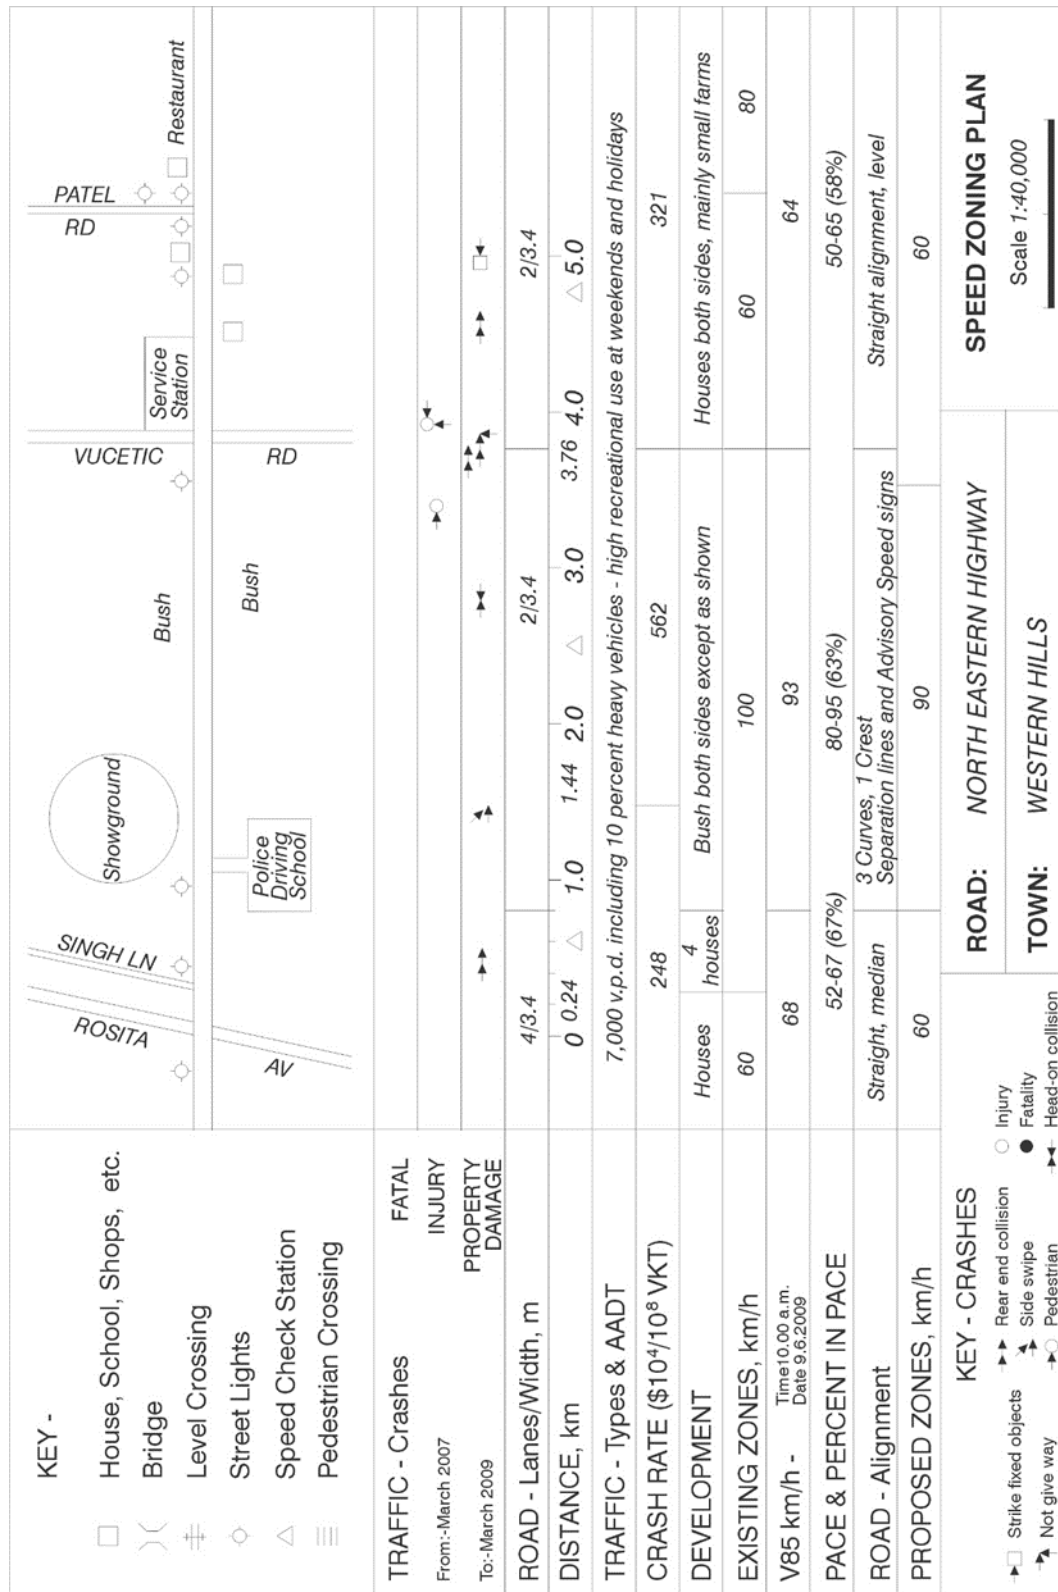 KEY -
House, School, Shops, etc.
Bridge
Level Crossing
Street Lights
Speed Check Station
Pedestrian Crossing
PATEL
RD
Restaurant
Service
Station
VUCETIC
RD
Bush
Bush
Showground
Police
Driving
School
SINGH LN
ROSITA
AV
TRAFFIC - Crashes
From:-March 2007
To:-March 2009
FATAL
INJURY
PROPERTY
DAMAGE
ROAD - Lanes/Width, m
4/3.4
2/3.4
2/3.4
DISTANCE, km
0 0.24 1.0 1.44 2.0 3.0 3.76 4.0 5.0
TRAFFIC - Types & AADT
7,000 v.p.d. including 10 percent heavy vehicles - high recreational use at weekends and holidays
CRASH RATE ($10⁴/10⁸ VKT)
248
562
321
DEVELOPMENT
Houses
4
houses
Bush both sides except as shown
Houses both sides, mainly small farms
EXISTING ZONES, km/h
60
100
60
80
V85 km/h -
Time10.00 a.m.
Date 9.6.2009
68
93
64
PACE & PERCENT IN PACE
52-67 (67%)
80-95 (63%)
50-65 (58%)
ROAD - Alignment
Straight, median
3 Curves, 1 Crest
Separation lines and Advisory Speed signs
Straight alignment, level
PROPOSED ZONES, km/h
60
90
60
KEY - CRASHES
Strike fixed objects
Rear end collision
Injury
Not give way
Side swipe
Fatality
Pedestrian
Head-on collision
ROAD: NORTH EASTERN HIGHWAY
TOWN: WESTERN HILLS
SPEED ZONING PLAN
Scale 1:40,000